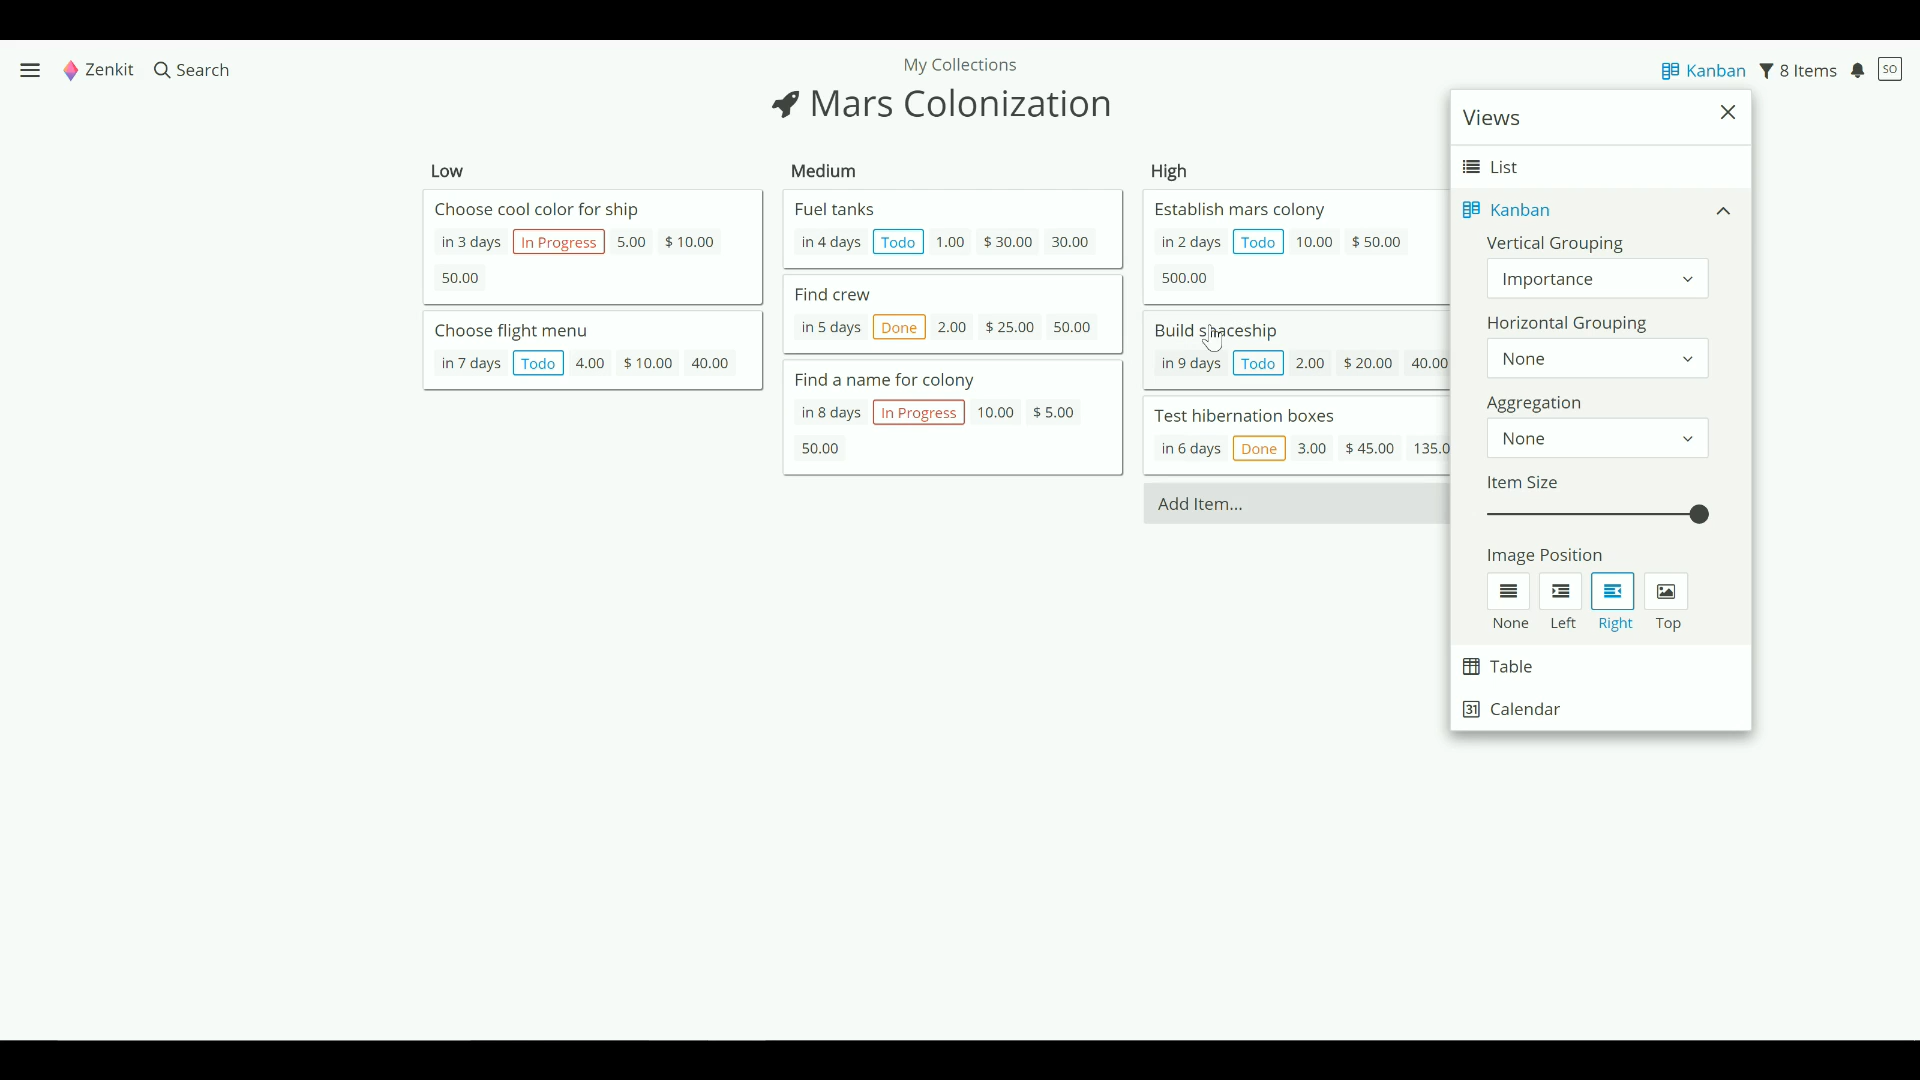 Zenkit
Search
My Collections
Mars Colonization
Kanban
8 Items
SO
Low
Choose cool color for ship
in 3 days In Progress 5.00 $ 10.00
50.00
Choose flight menu
in 7 days Todo 4.00 $ 10.00 40.00
Medium
Fuel tanks
in 4 days Todo 1.00 $ 30.00 30.00
Find crew
in 5 days Done 2.00 $ 25.00 50.00
Find a name for colony
in 8 days In Progress 10.00 $ 5.00
50.00
High
Establish mars colony
in 2 days Todo 10.00 $ 50.00
500.00
Build spaceship
in 9 days Todo 2.00 $ 20.00 40.00
Test hibernation boxes
in 6 days Done 3.00 $ 45.00 135.0
Add Item...
Views
List
Kanban
Vertical Grouping
Importance
Horizontal Grouping
None
Aggregation
None
Item Size
Image Position
None Left Right Top
Table
31 Calendar